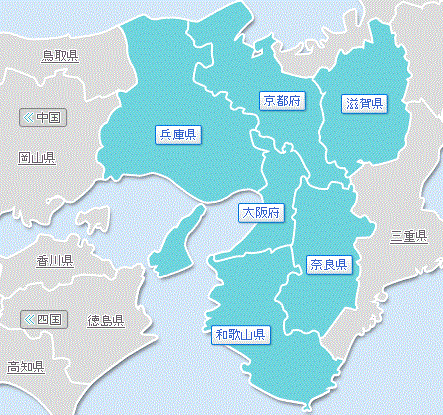 鳥取県
京都府
滋賀県
≪中国
兵庫県
岡山県
大阪府
三重県
香川県
奈良県
≪四国
徳島県
和歌山県
高知県